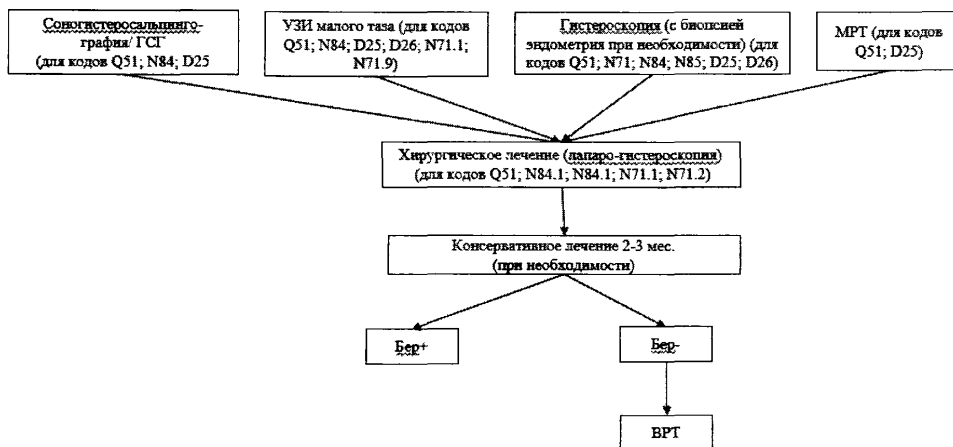 Соногистеросальпинго-
графия/ ГСГ
(для кодов Q51; N84; D25
УЗИ малого таза (для кодов
Q51; N84; D25; D26; N71.1;
N71.9)
Гистероскопия (с биопсией
эндометрия при необходимости) (для
кодов Q51; N71; N84; N85; D25; D26)
МРТ (для кодов
Q51; D25)
Хирургическое лечение (лапаро-гистероскопия)
(для кодов Q51; N84.1; N84.1; N71.1; N71.2)
Консервативное лечение 2-3 мес.
(при необходимости)
Бер+
Бер-
ВРТ